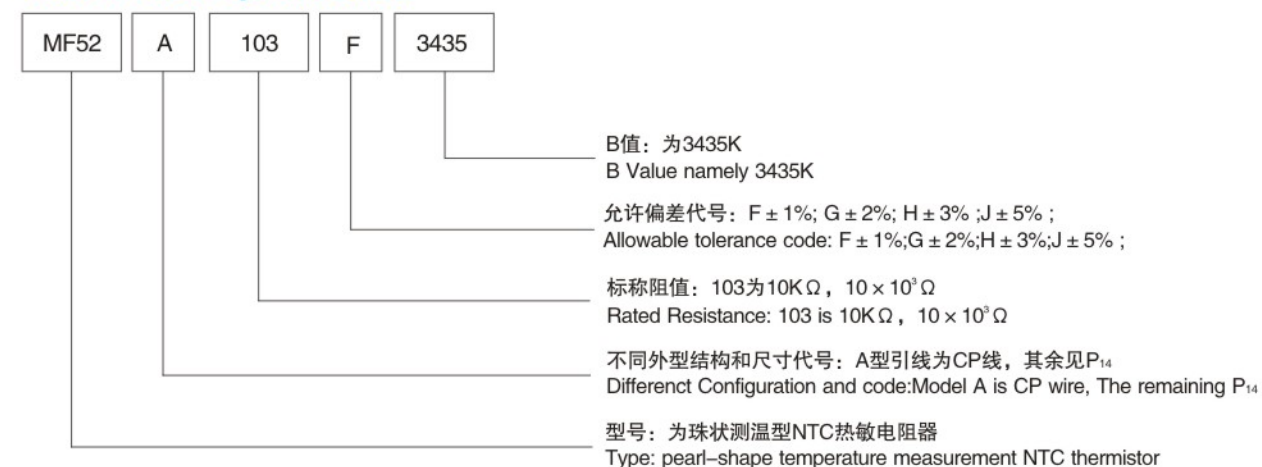 MF52 A 103 F 3435
B值：为3435K
B Value namely 3435K
允许偏差代号：F ± 1%; G ± 2%; H ± 3% ;J ± 5% ;
Allowable tolerance code: F ± 1%;G ± 2%;H ± 3%;J ± 5% ;
标称阻值：103为10KΩ，10 × 10³Ω
Rated Resistance: 103 is 10KΩ，10 × 10³Ω
不同外型结构和尺寸代号：A型引线为CP线，其余见P₁₄
Differenct Configuration and code:Model A is CP wire, The remaining P₁₄
型号：为珠状测温型NTC热敏电阻器
Type: pearl–shape temperature measurement NTC thermistor